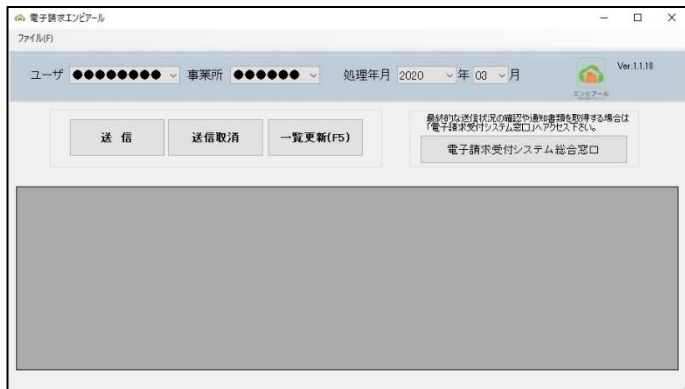 電子請求エンビアール
ファイル(F)
ユーザ ●●●●●●●● 事業所 ●●●●●● 処理年月 2020 年 03 月
Ver.1.1.10
エンビアール
送 信 送信取消 一覧更新(F5)
最終的な送信状況の確認や通知書類を取得する場合は
「電子請求受付システム窓口」へアクセス下さい。
電子請求受付システム総合窓口